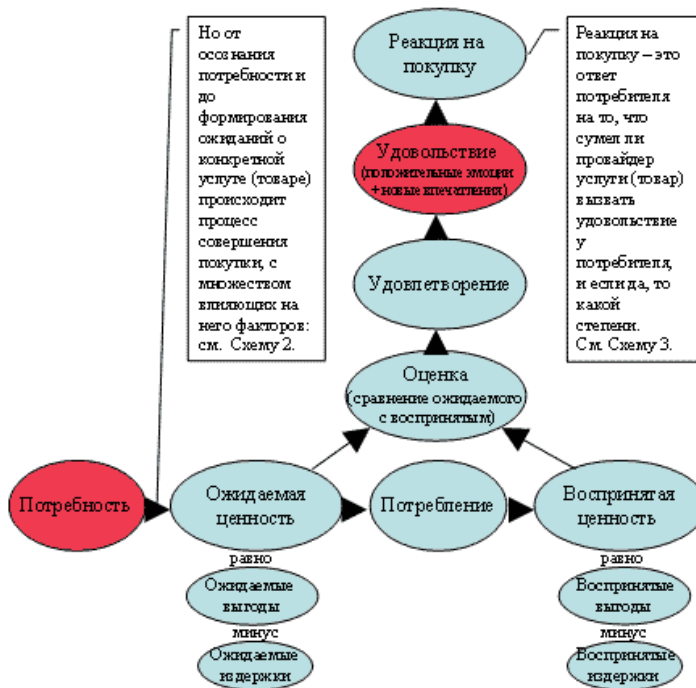 Но от
осознания
потребности и
до
формирования
ожиданий о
конкретной
услуге (товаре)
происходит
процесс
совершения
покупки, с
множеством
влияющих на
него факторов:
см. Схему 2.
Реакция на
покупку
Реакция на
покупку – это
ответ
потребителя
на то, что
сумел ли
провайдер
услуги (товар)
вызвать
удовольствие
у
потребителя,
и если да, то
какой
степени.
См. Схему 3.
Удовольствие
(положительные эмоции
+новые впечатления)
Удовлетворение
Оценка
(сравнение ожидаемого
с воспринятым)
Потребность
Ожидаемая
ценность
Потребление
Воспринятая
ценность
равно
Ожидаемые
выгоды
минус
Ожидаемые
издержки
равно
Воспринятые
выгоды
минус
Воспринятые
издержки